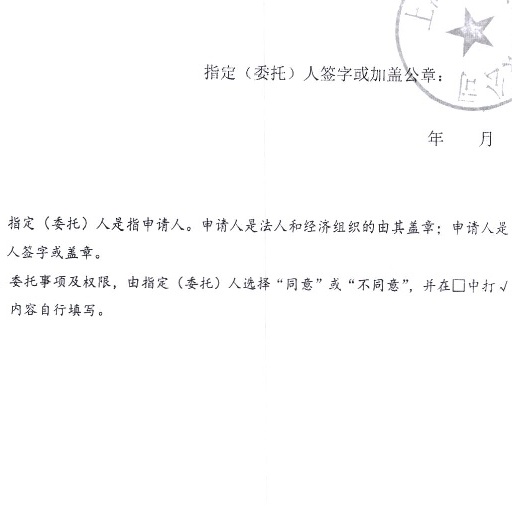 指定（委托）人签字或加盖公章：
年 月
指定（委托）人是指申请人。申请人是法人和经济组织的由其盖章；申请人是
人签字或盖章。
委托事项及权限，由指定（委托）人选择“同意”或“不同意”，并在□中打√
内容自行填写。